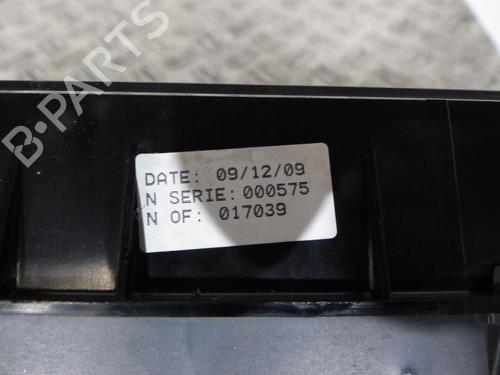 B-PARTS
DATE: 09/12/09
N SERIE: 000575
N OF: 017039